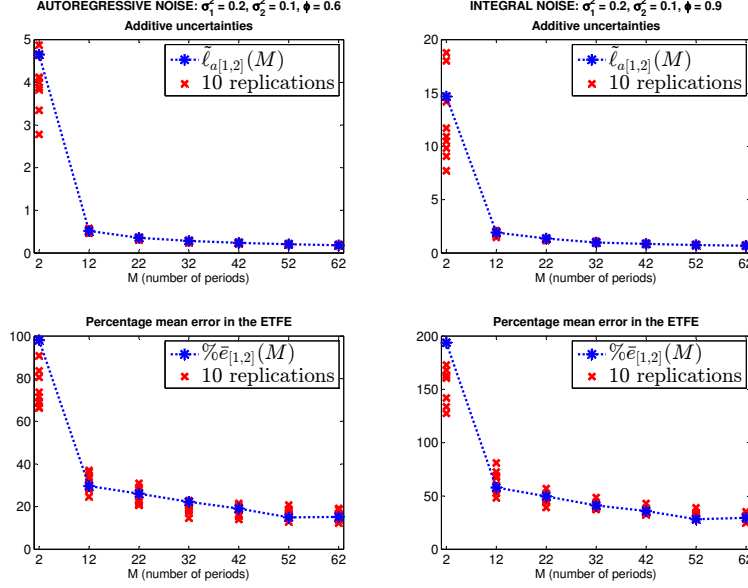 AUTOREGRESSIVE NOISE: σ₁² = 0.2, σ₂² = 0.1, ϕ = 0.6
Additive uncertainties
5
4
3
2
1
0
ℓ̃ₐ[1,2](M)
10 replications
2 12 22 32 42 52 62
M (number of periods)
INTEGRAL NOISE: σ₁² = 0.2, σ₂² = 0.1, ϕ = 0.9
Additive uncertainties
20
15
10
5
0
ℓ̃ₐ[1,2](M)
10 replications
2 12 22 32 42 52 62
M (number of periods)
Percentage mean error in the ETFE
100
80
60
40
20
0
%ē[1,2](M)
10 replications
2 12 22 32 42 52 62
M (number of periods)
Percentage mean error in the ETFE
200
150
100
50
0
%ē[1,2](M)
10 replications
2 12 22 32 42 52 62
M (number of periods)